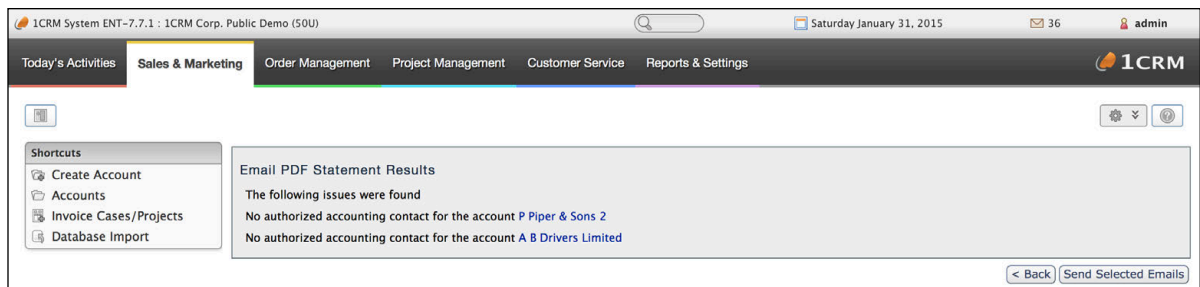 1CRM System ENT-7.7.1 : 1CRM Corp. Public Demo (50U) Saturday January 31, 2015 36 admin
Today's Activities Sales & Marketing Order Management Project Management Customer Service Reports & Settings 1CRM
Shortcuts
Create Account
Accounts
Invoice Cases/Projects
Database Import
Email PDF Statement Results
The following issues were found
No authorized accounting contact for the account P Piper & Sons 2
No authorized accounting contact for the account A B Drivers Limited
< Back Send Selected Emails